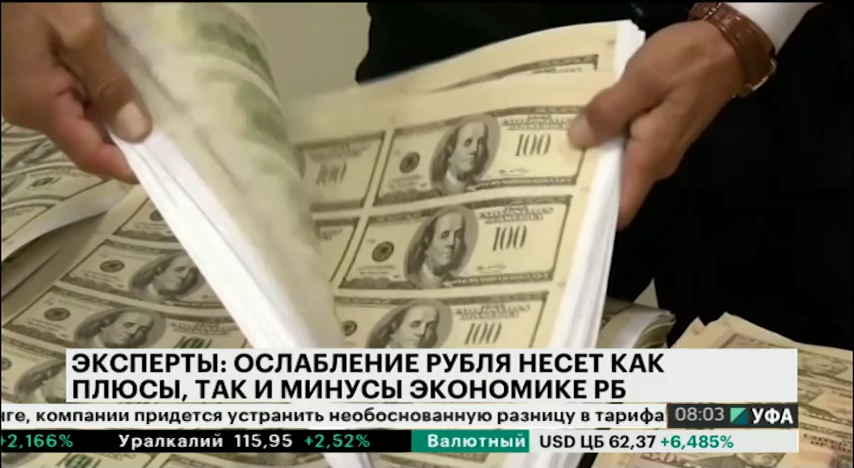 100
100
100
100
ЭКСПЕРТЫ: ОСЛАБЛЕНИЕ РУБЛЯ НЕСЕТ КАК
ПЛЮСЫ, ТАК И МИНУСЫ ЭКОНОМИКЕ РБ
нге, компании придется устранить необоснованную разницу в тарифа 08:03 УФА
+2,166% Уралкалий 115,95 +2,52% Валютный USD ЦБ 62,37 +6,485%